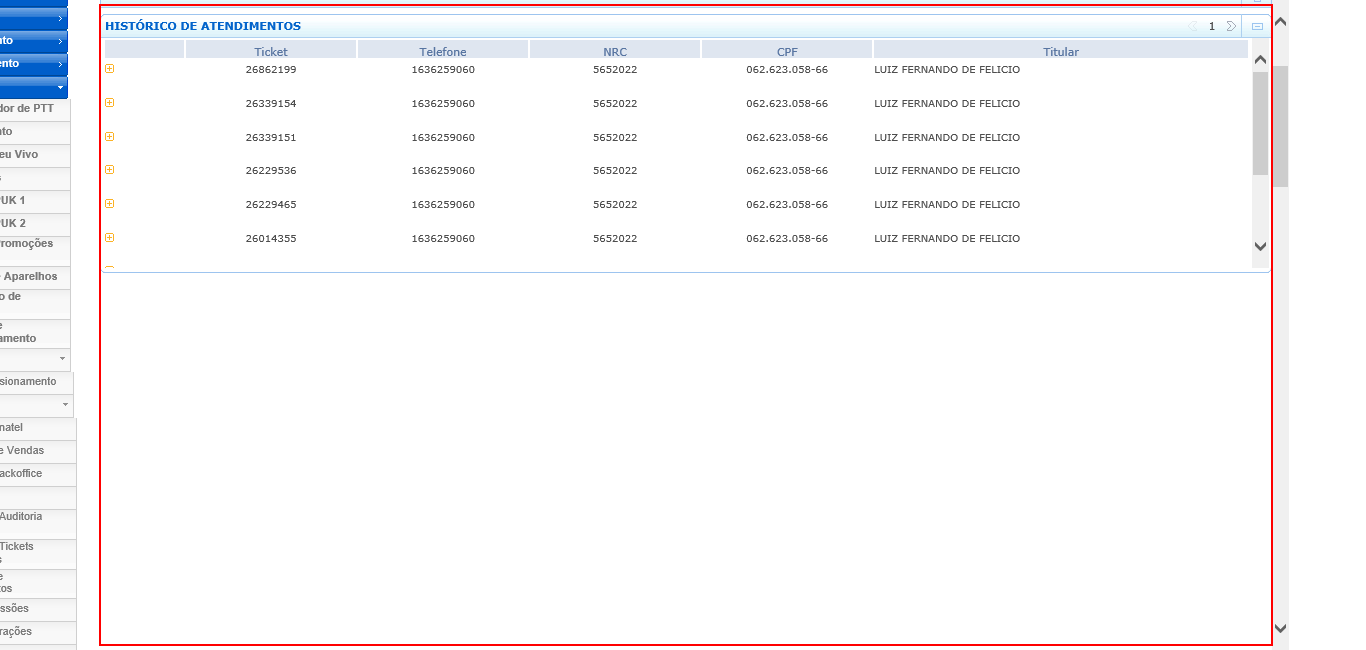 HISTÓRICO DE ATENDIMENTOS 1
Ticket Telefone NRC CPF Titular
26862199 1636259060 5652022 062.623.058-66 LUIZ FERNANDO DE FELICIO
26339154 1636259060 5652022 062.623.058-66 LUIZ FERNANDO DE FELICIO
26339151 1636259060 5652022 062.623.058-66 LUIZ FERNANDO DE FELICIO
26229536 1636259060 5652022 062.623.058-66 LUIZ FERNANDO DE FELICIO
26229465 1636259060 5652022 062.623.058-66 LUIZ FERNANDO DE FELICIO
26014355 1636259060 5652022 062.623.058-66 LUIZ FERNANDO DE FELICIO
nto
ento
dor de PTT
nto
eu Vivo
s
UK 1
UK 2
romoções
Aparelhos
o de
e
amento
sionamento
natel
e Vendas
ackoffice
Auditoria
Tickets
s
e
tos
ssões
rações